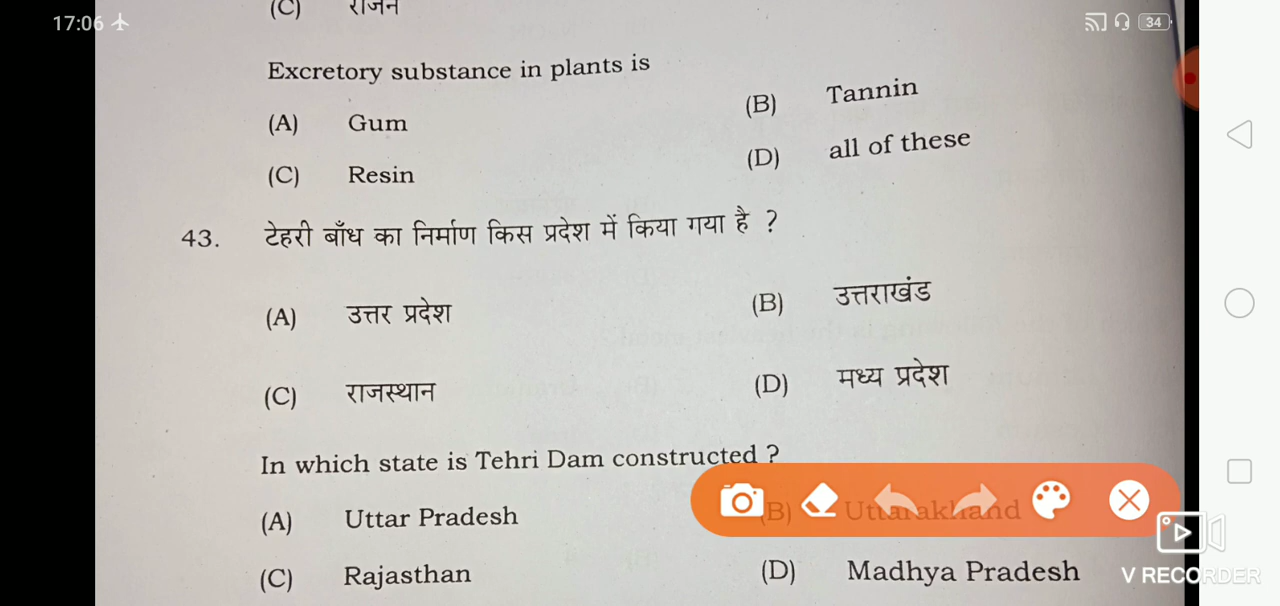 17:06
34
(C) राजन
Excretory substance in plants is
(A) Gum
(B) Tannin
(C) Resin
(D) all of these
43. टेहरी बाँध का निर्माण किस प्रदेश में किया गया है ?
(A) उत्तर प्रदेश
(B) उत्तराखंड
(C) राजस्थान
(D) मध्य प्रदेश
In which state is Tehri Dam constructed ?
(A) Uttar Pradesh
(B) Uttarakhand
(C) Rajasthan
(D) Madhya Pradesh
V RECORDER